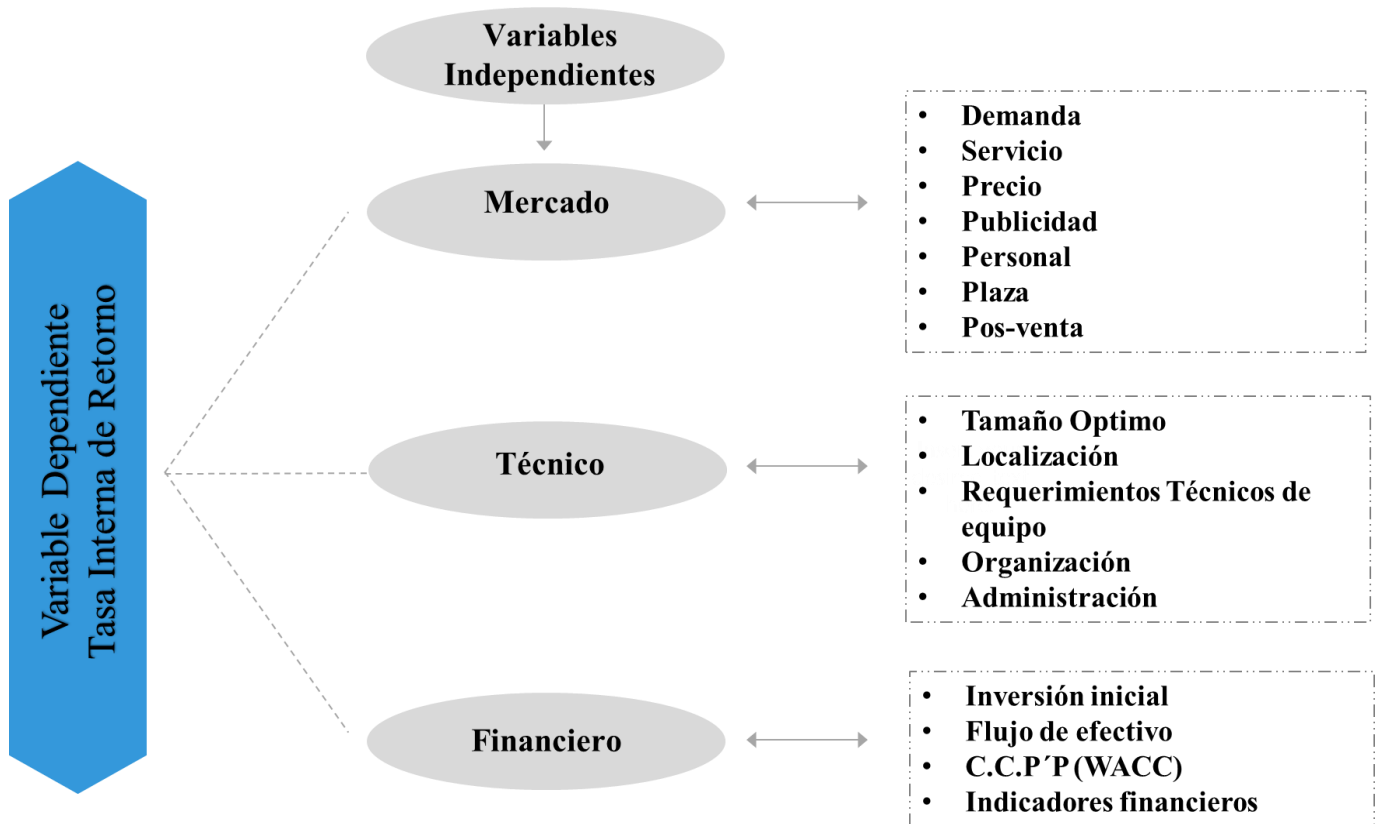 Variables
Independientes
Variable Dependiente
Tasa Interna de Retorno
Mercado
• Demanda
• Servicio
• Precio
• Publicidad
• Personal
• Plaza
• Pos-venta
Técnico
• Tamaño Optimo
• Localización
• Requerimientos Técnicos de
equipo
• Organización
• Administración
Financiero
• Inversión inicial
• Flujo de efectivo
• C.C.P´P (WACC)
• Indicadores financieros